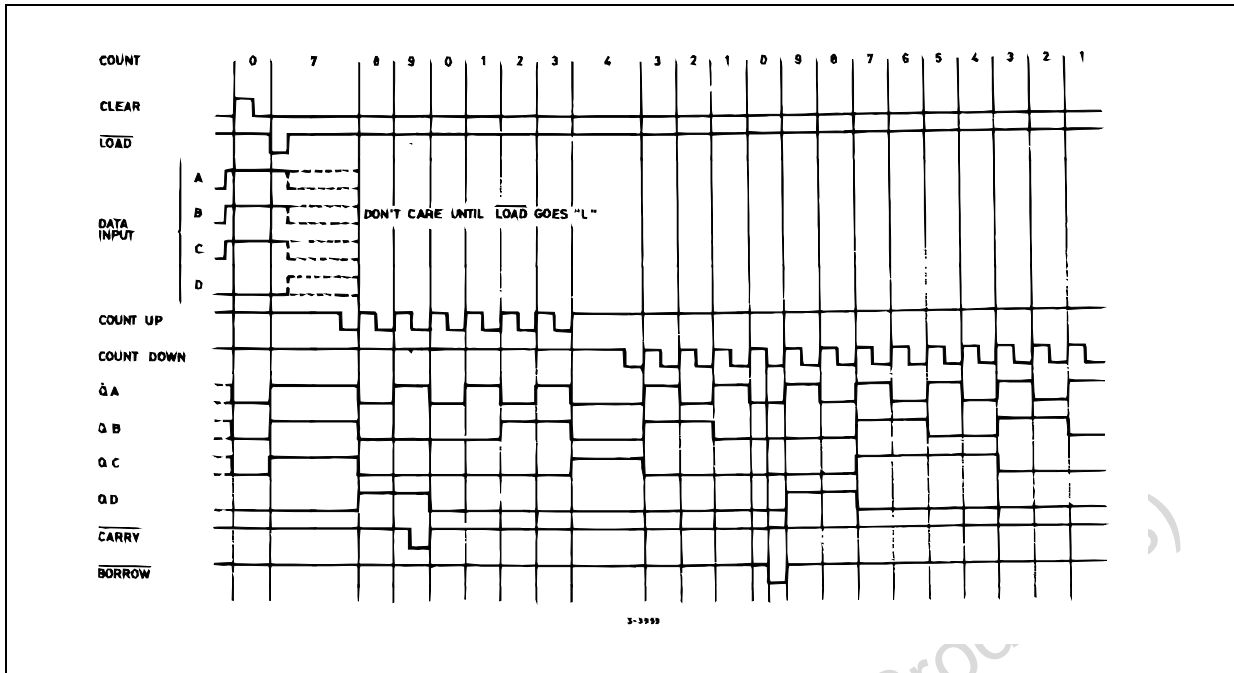 COUNT 0 7 8 9 0 1 2 3 4 3 2 1 0 9 8 7 6 5 4 3 2 1
CLEAR
LOAD
A
B DON'T CARE UNTIL LOAD GOES "L"
DATA
INPUT
C
D
COUNT UP
COUNT DOWN
QA
QB
QC
QD
CARRY
BORROW
S-3959